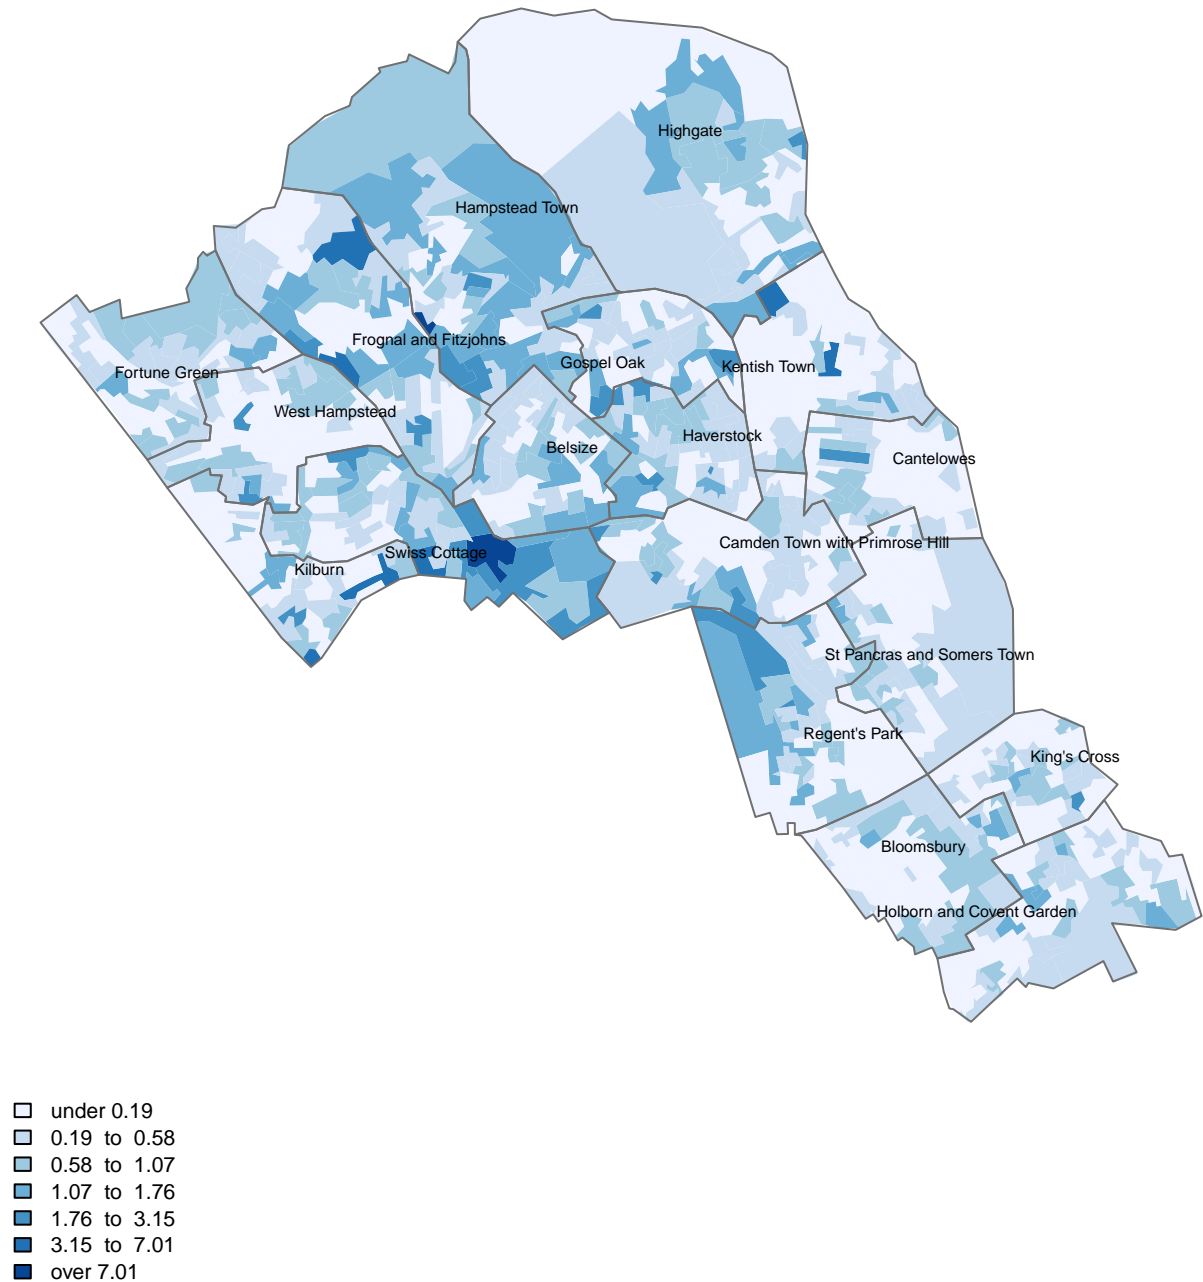 Highgate
Hampstead Town
Frognal and Fitzjohns
Gospel Oak
Kentish Town
Fortune Green
West Hampstead
Haverstock
Belsize
Cantelowes
Camden Town with Primrose Hill
Swiss Cottage
Kilburn
St Pancras and Somers Town
Regent's Park
King's Cross
Bloomsbury
Holborn and Covent Garden
under 0.19
0.19 to 0.58
0.58 to 1.07
1.07 to 1.76
1.76 to 3.15
3.15 to 7.01
over 7.01